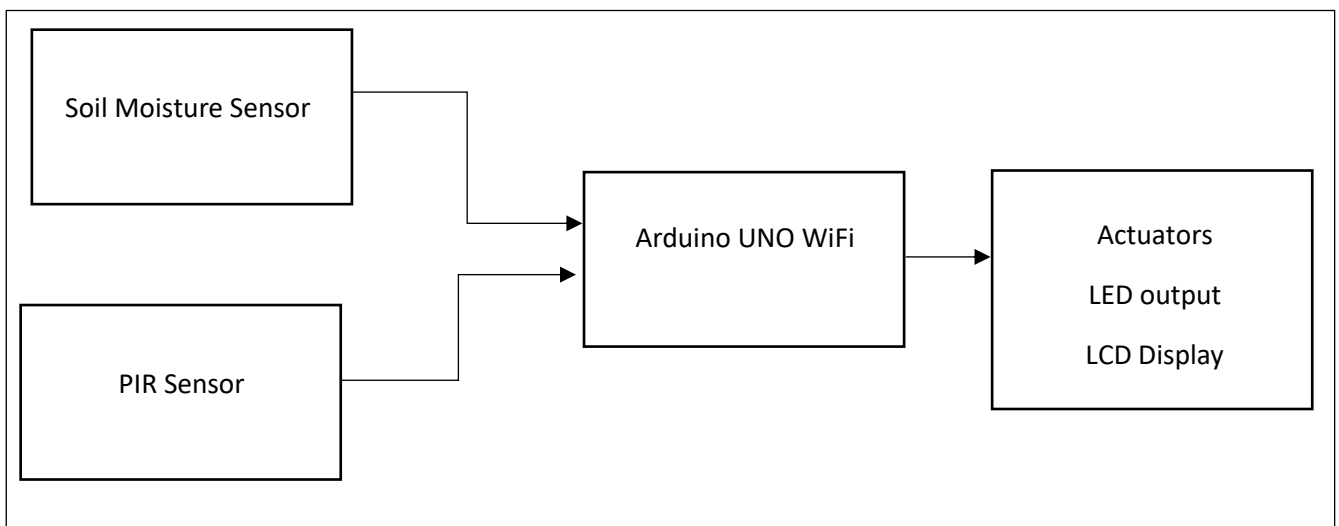 Soil Moisture Sensor
PIR Sensor
Arduino UNO WiFi
Actuators
LED output
LCD Display